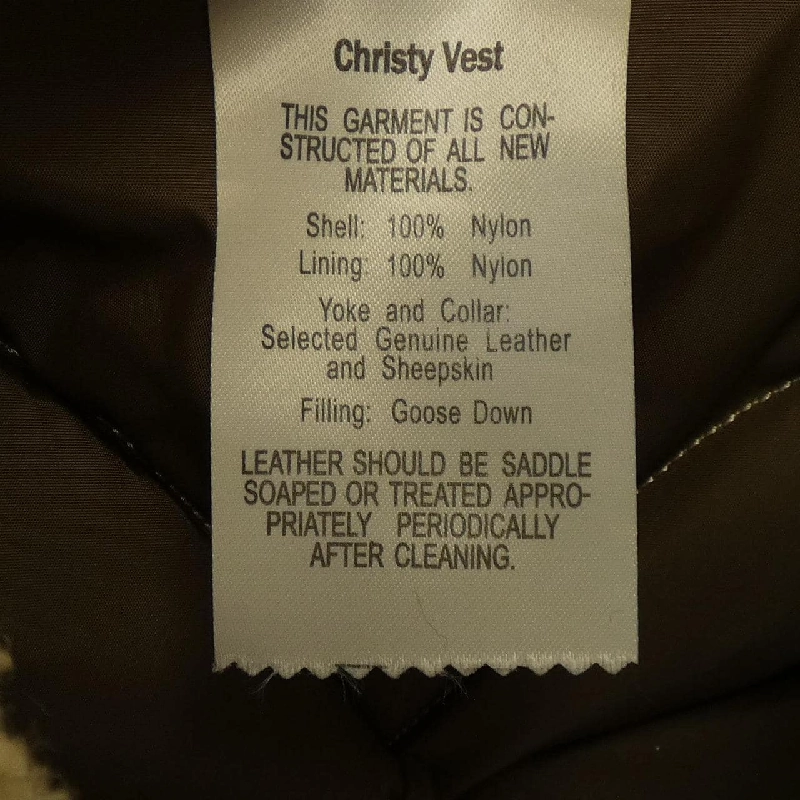 Christy Vest
THIS GARMENT IS CON-
STRUCTED OF ALL NEW
MATERIALS.
Shell: 100% Nylon
Lining: 100% Nylon
Yoke and Collar:
Selected Genuine Leather
and Sheepskin
Filling: Goose Down
LEATHER SHOULD BE SADDLE
SOAPED OR TREATED APPRO-
PRIATELY PERIODICALLY
AFTER CLEANING.